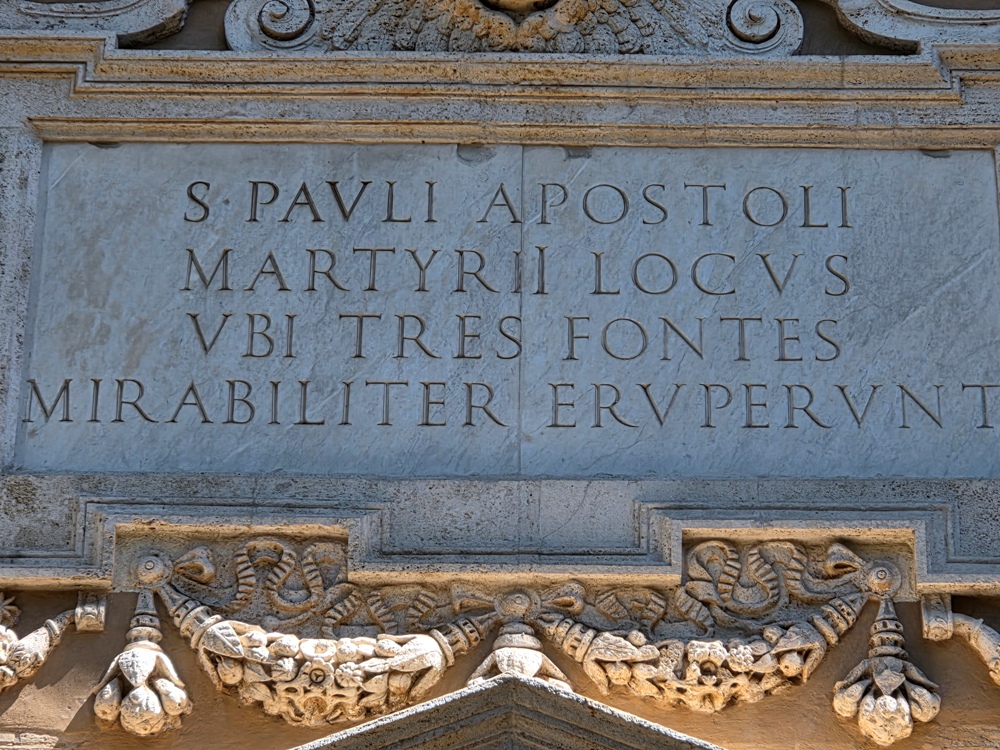 S PAVLI APOSTOLI
MARTYRII LOCVS
VBI TRES FONTES
MIRABILITER ERVPERVNT